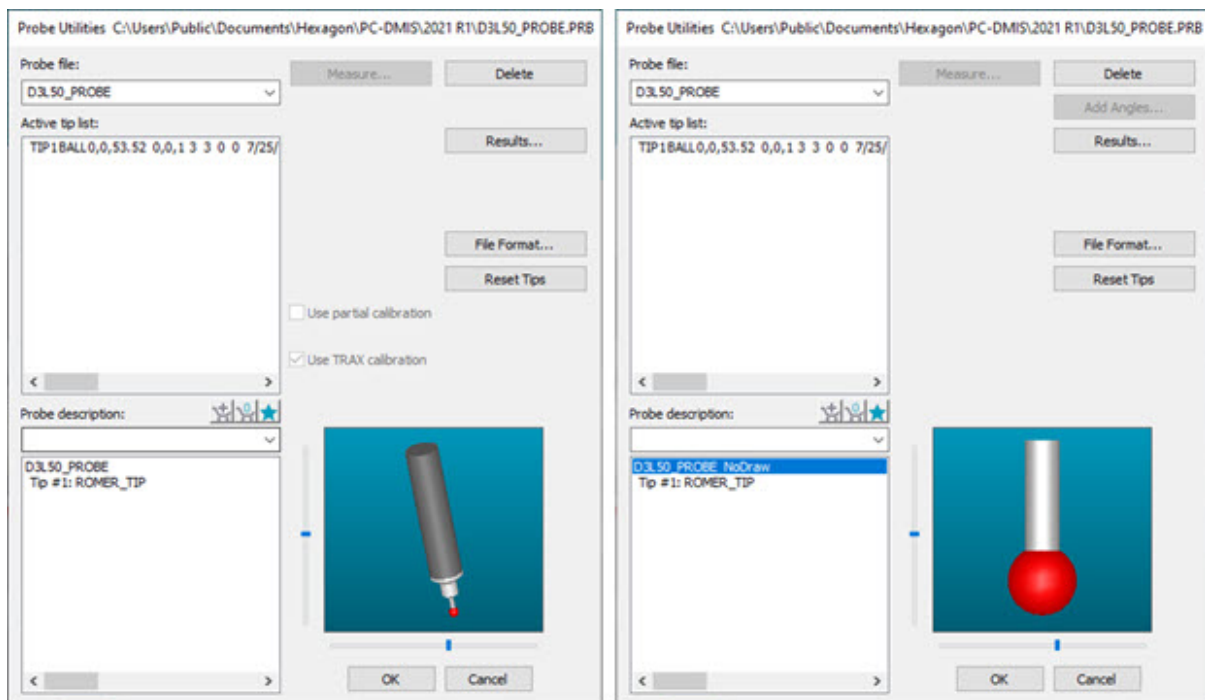 Probe Utilities C:\Users\Public\Documents\Hexagon\PC-DMIS\2021 R1\D3L50_PROBE.PRB
Probe file:
Measure...
Delete
D3L50_PROBE
Active tip list:
TIP1BALL0,0,53.52 0,0,1 3 3 0 0 7/25/
Results...
File Format...
Reset Tips
Use partial calibration
Use TRAX calibration
Probe description:
D3L50_PROBE
Tip #1: ROMER_TIP
OK
Cancel
Probe Utilities C:\Users\Public\Documents\Hexagon\PC-DMIS\2021 R1\D3L50_PROBE.PRB
Probe file:
Measure...
Delete
D3L50_PROBE
Add Angles...
Active tip list:
TIP1BALL0,0,53.52 0,0,1 3 3 0 0 7/25/
Results...
File Format...
Reset Tips
Probe description:
D3L50_PROBE NoDraw
Tip #1: ROMER_TIP
OK
Cancel